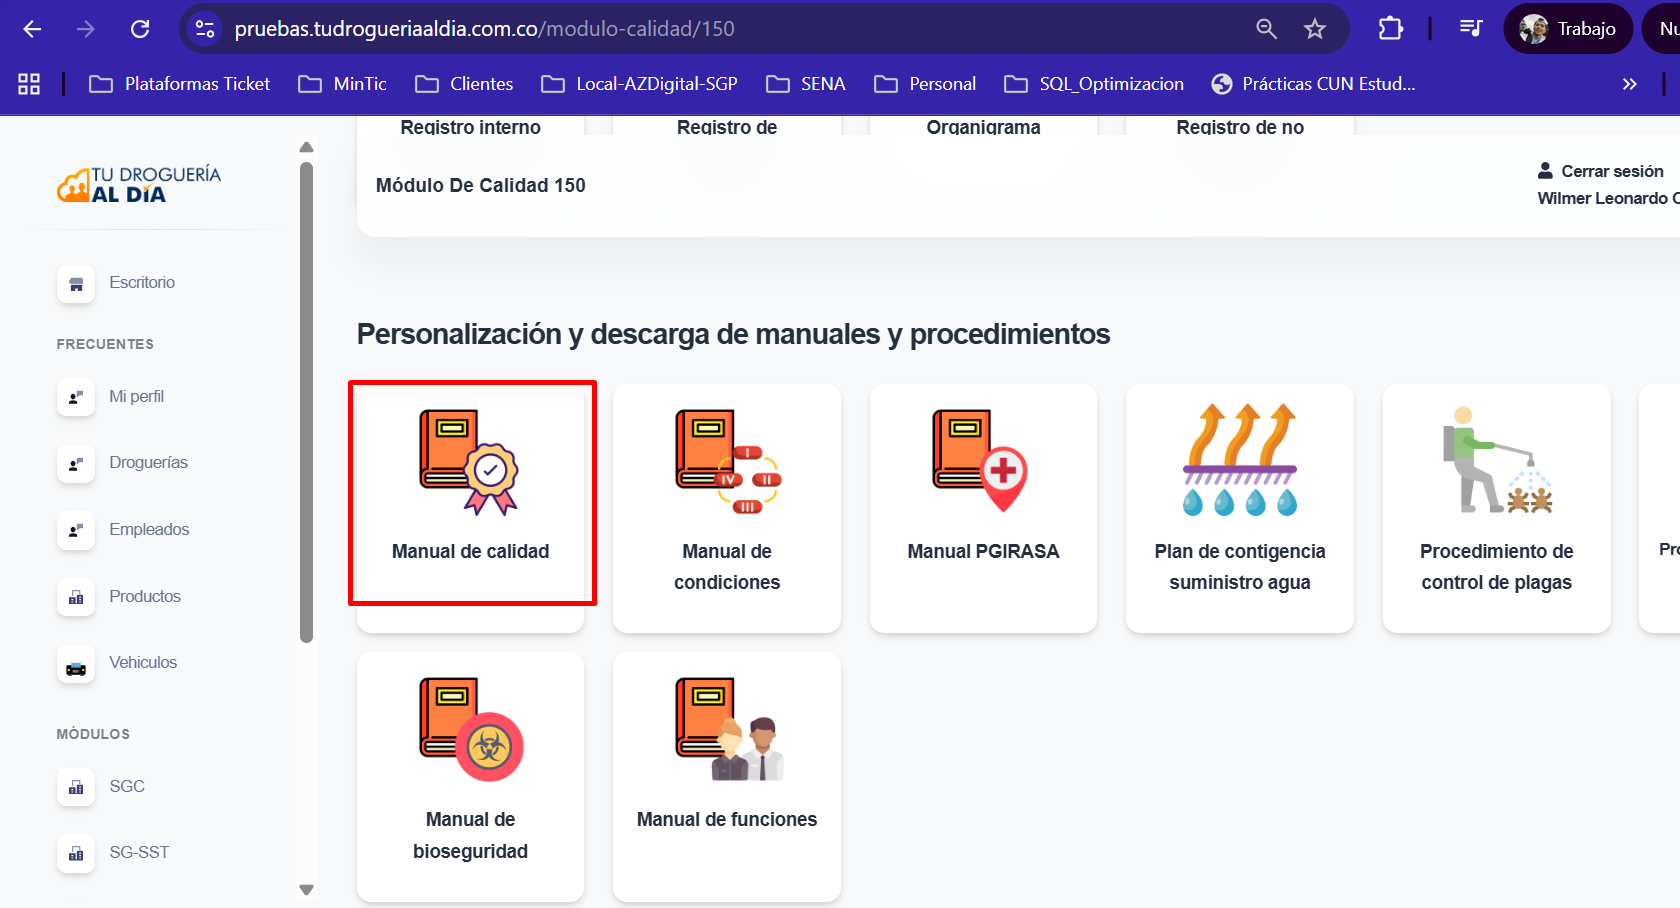 pruebas.tudrogueriaaldia.com.co/modulo-calidad/150
Trabajo
Nu
Plataformas Ticket
MinTic
Clientes
Local-AZDigital-SGP
SENA
Personal
SQL_Optimizacion
Prácticas CUN Estud...
TU DROGUERÍA
AL DÍA
Escritorio
FRECUENTES
Mi perfil
Droguerías
Empleados
Productos
Vehiculos
MÓDULOS
SGC
SG-SST
Registro interno
Registro de
Organigrama
Registro de no
Módulo De Calidad 150
Cerrar sesión
Wilmer Leonardo C
Personalización y descarga de manuales y procedimientos
Manual de calidad
I
II
III
IV
Manual de
condiciones
Manual PGIRASA
Plan de contigencia
suministro agua
Procedimiento de
control de plagas
Pro
Manual de
bioseguridad
Manual de funciones